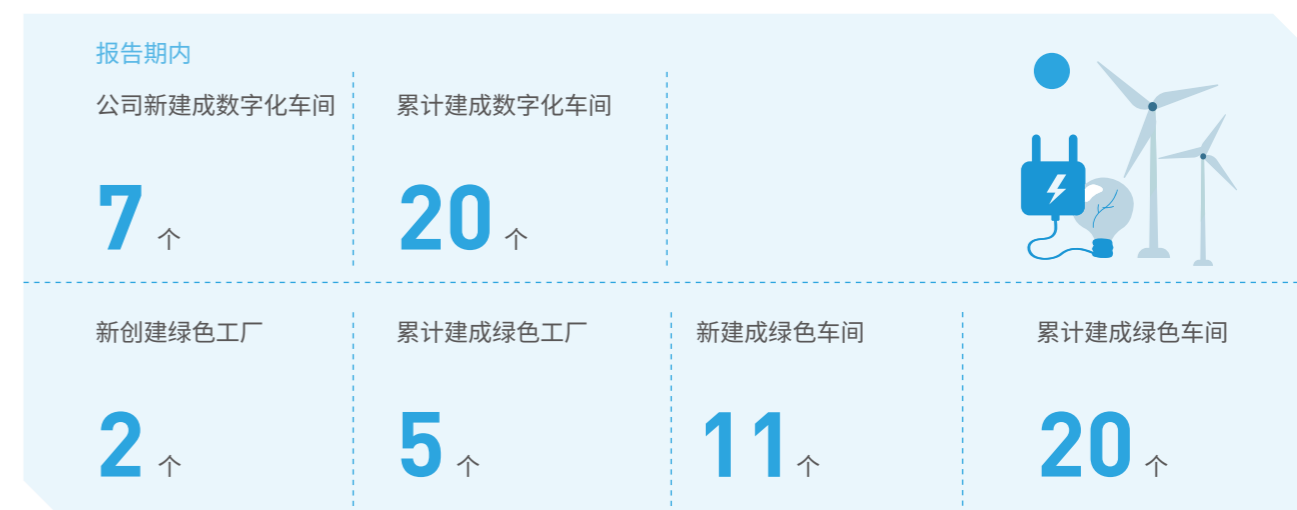 报告期内
公司新建成数字化车间
7 个
累计建成数字化车间
20 个
新创建绿色工厂
2 个
累计建成绿色工厂
5 个
新建成绿色车间
11 个
累计建成绿色车间
20 个